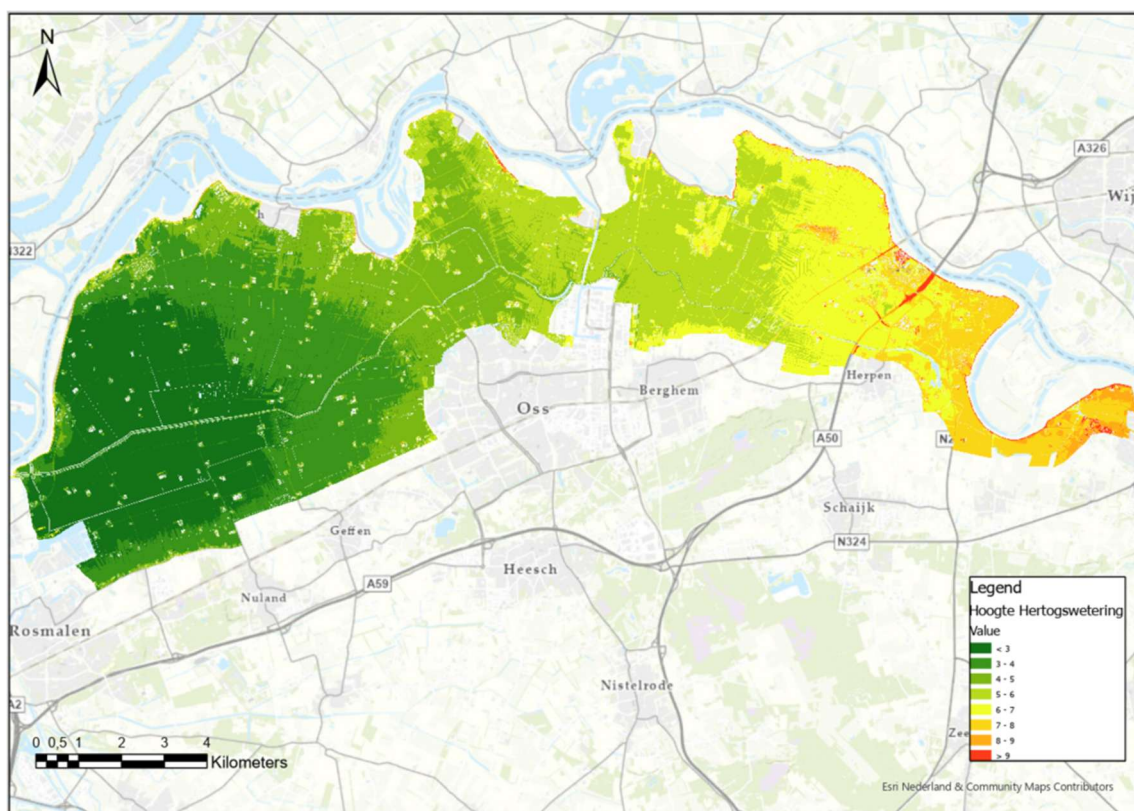 N
A326
Wij
N322
h
Herpen
Berghem
Oss
A50
N2
Schaijk
Geffen
N324
Heesch
A59
Nuland
Legend
Hoogte Hertogswetering
Value
< 3
3 - 4
4 - 5
5 - 6
6 - 7
7 - 8
8 - 9
> 9
Rosmalen
Nistelrode
A2
Zee
0 0,5 1 2 3 4
Kilometers
Esri Nederland & Community Maps Contributors